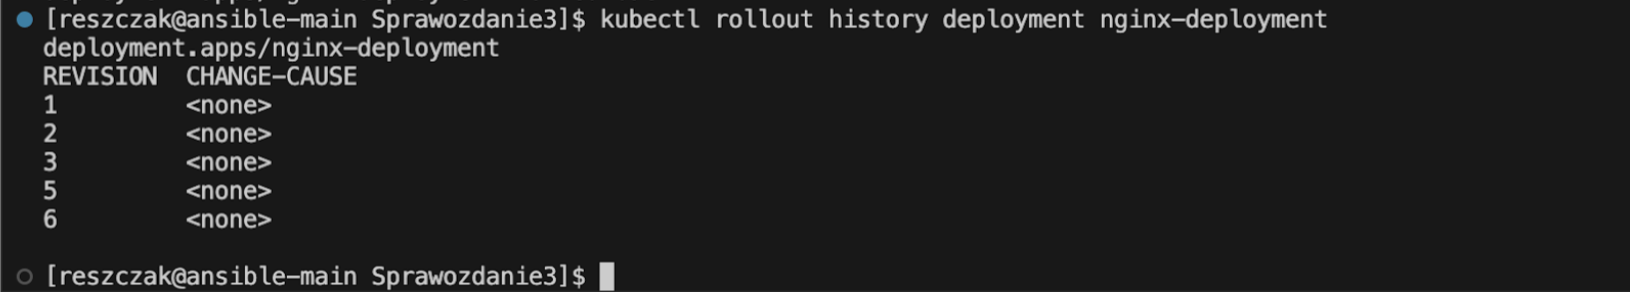 [reszczak@ansible-main Sprawozdanie3]$ kubectl rollout history deployment nginx-deployment
deployment.apps/nginx-deployment
REVISION  CHANGE-CAUSE
1         <none>
2         <none>
3         <none>
5         <none>
6         <none>
[reszczak@ansible-main Sprawozdanie3]$